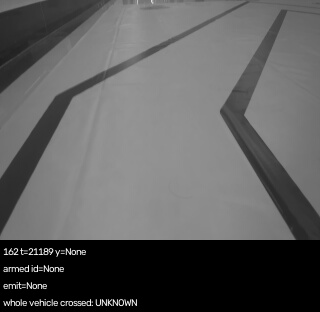 162 t=21189 y=None
armed id=None
emit=None
whole vehicle crossed: UNKNOWN